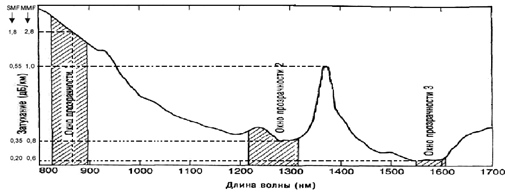 SMF MMF
1,8 2,8
0,55 1,0
0,35 0,8
0,20 0,6
Затухание (дБ/км)
Окно прозрачности
Окно прозрачности 2
Окно прозрачности 3
800 900 1000 1100 1200 1300 1400 1500 1600 1700
Длина волны (нм)